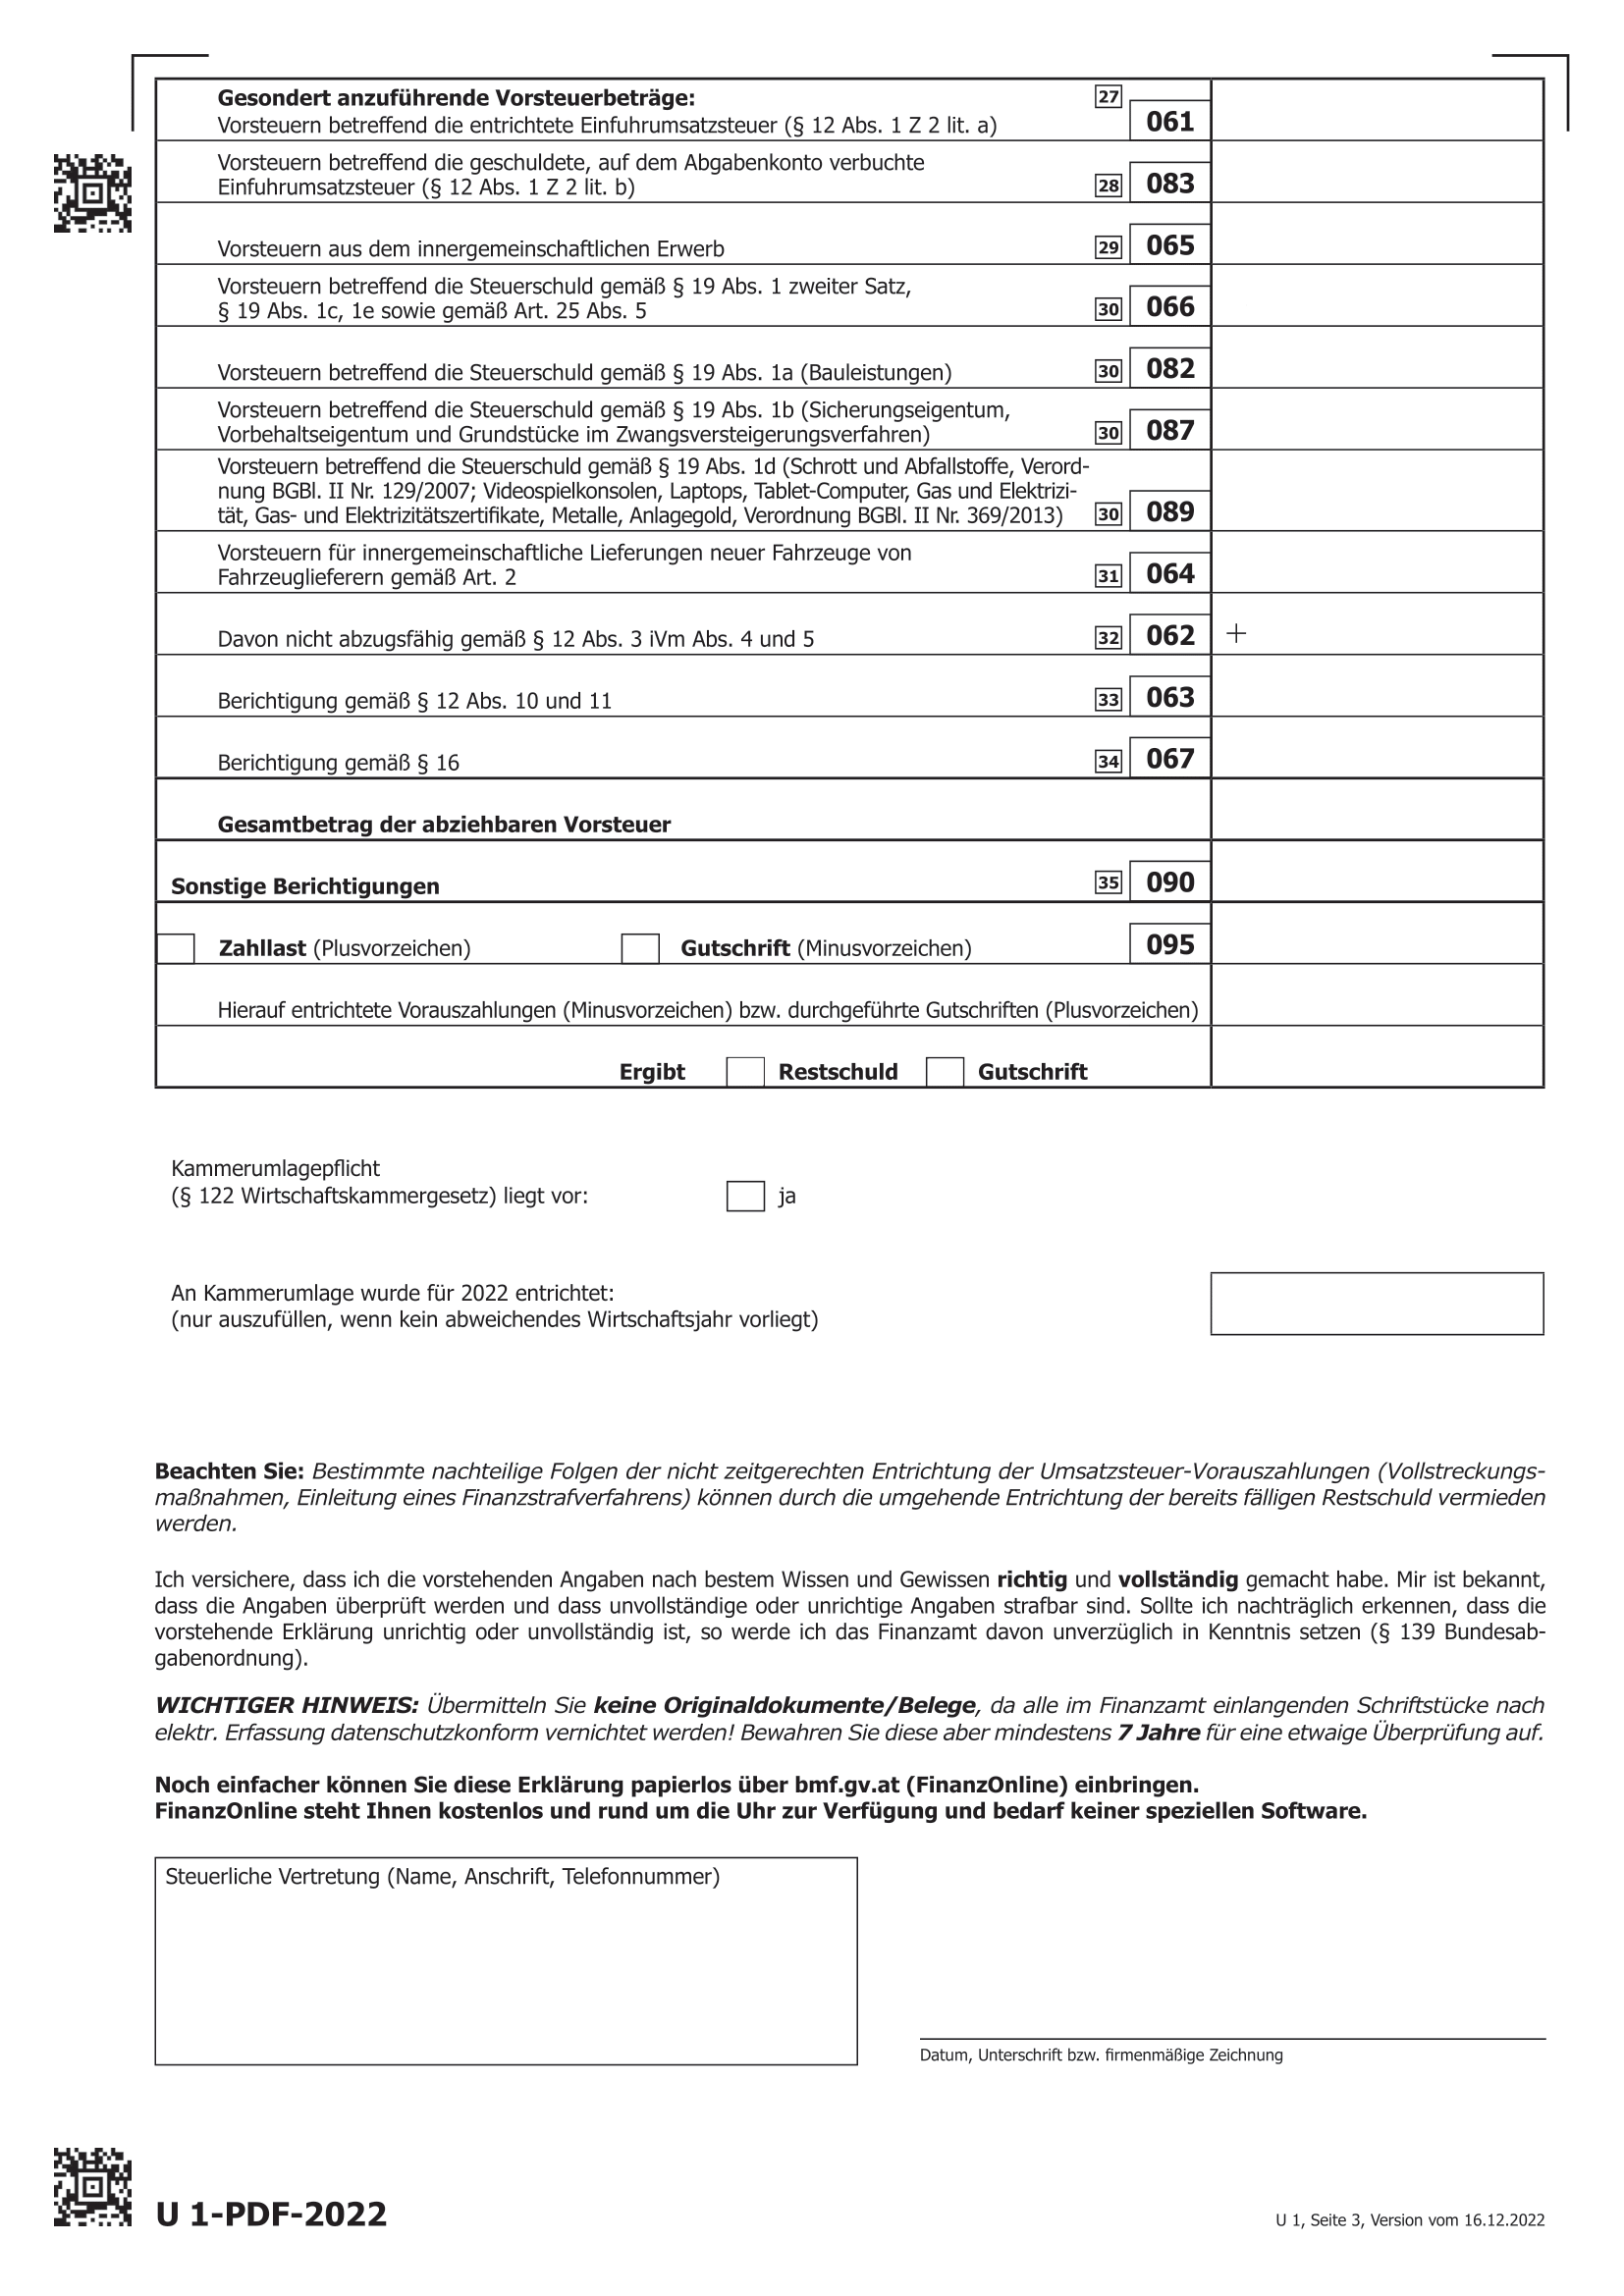 Gesondert anzuführende Vorsteuerbeträge: 27
Vorsteuern betreffend die entrichtete Einfuhrumsatzsteuer (§ 12 Abs. 1 Z 2 lit. a) 061
Vorsteuern betreffend die geschuldete, auf dem Abgabenkonto verbuchte
Einfuhrumsatzsteuer (§ 12 Abs. 1 Z 2 lit. b) 28 083
Vorsteuern aus dem innergemeinschaftlichen Erwerb 29 065
Vorsteuern betreffend die Steuerschuld gemäß § 19 Abs. 1 zweiter Satz,
§ 19 Abs. 1c, 1e sowie gemäß Art. 25 Abs. 5 30 066
Vorsteuern betreffend die Steuerschuld gemäß § 19 Abs. 1a (Bauleistungen) 30 082
Vorsteuern betreffend die Steuerschuld gemäß § 19 Abs. 1b (Sicherungseigentum,
Vorbehaltseigentum und Grundstücke im Zwangsversteigerungsverfahren) 30 087
Vorsteuern betreffend die Steuerschuld gemäß § 19 Abs. 1d (Schrott und Abfallstoffe, Verord-
nung BGBl. II Nr. 129/2007; Videospielkonsolen, Laptops, Tablet-Computer, Gas und Elektrizi-
tät, Gas- und Elektrizitätszertifikate, Metalle, Anlagegold, Verordnung BGBl. II Nr. 369/2013) 30 089
Vorsteuern für innergemeinschaftliche Lieferungen neuer Fahrzeuge von
Fahrzeuglieferern gemäß Art. 2 31 064
Davon nicht abzugsfähig gemäß § 12 Abs. 3 iVm Abs. 4 und 5 32 062 +
Berichtigung gemäß § 12 Abs. 10 und 11 33 063
Berichtigung gemäß § 16 34 067
Gesamtbetrag der abziehbaren Vorsteuer
Sonstige Berichtigungen 35 090
Zahllast (Plusvorzeichen) Gutschrift (Minusvorzeichen) 095
Hierauf entrichtete Vorauszahlungen (Minusvorzeichen) bzw. durchgeführte Gutschriften (Plusvorzeichen)
Ergibt Restschuld Gutschrift
Kammerumlagepflicht
(§ 122 Wirtschaftskammergesetz) liegt vor: ja
An Kammerumlage wurde für 2022 entrichtet:
(nur auszufüllen, wenn kein abweichendes Wirtschaftsjahr vorliegt)
Beachten Sie: Bestimmte nachteilige Folgen der nicht zeitgerechten Entrichtung der Umsatzsteuer-Vorauszahlungen (Vollstreckungs-
maßnahmen, Einleitung eines Finanzstrafverfahrens) können durch die umgehende Entrichtung der bereits fälligen Restschuld vermieden
werden.
Ich versichere, dass ich die vorstehenden Angaben nach bestem Wissen und Gewissen richtig und vollständig gemacht habe. Mir ist bekannt,
dass die Angaben überprüft werden und dass unvollständige oder unrichtige Angaben strafbar sind. Sollte ich nachträglich erkennen, dass die
vorstehende Erklärung unrichtig oder unvollständig ist, so werde ich das Finanzamt davon unverzüglich in Kenntnis setzen (§ 139 Bundesab-
gabenordnung).
WICHTIGER HINWEIS: Übermitteln Sie keine Originaldokumente/Belege, da alle im Finanzamt einlangenden Schriftstücke nach
elektr. Erfassung datenschutzkonform vernichtet werden! Bewahren Sie diese aber mindestens 7 Jahre für eine etwaige Überprüfung auf.
Noch einfacher können Sie diese Erklärung papierlos über bmf.gv.at (FinanzOnline) einbringen.
FinanzOnline steht Ihnen kostenlos und rund um die Uhr zur Verfügung und bedarf keiner speziellen Software.
Steuerliche Vertretung (Name, Anschrift, Telefonnummer)
Datum, Unterschrift bzw. firmenmäßige Zeichnung
U 1-PDF-2022
U 1, Seite 3, Version vom 16.12.2022